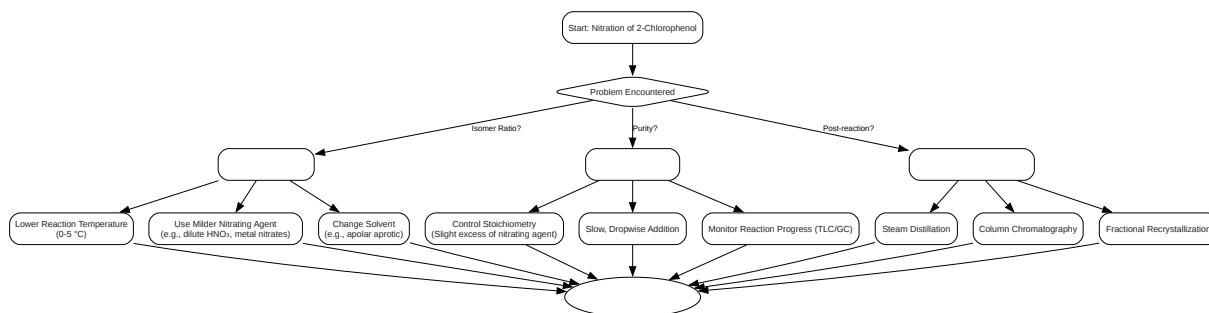 Start: Nitration of 2-Chlorophenol
Problem Encountered
Isomer Ratio?
Purity?
Post-reaction?
Lower Reaction Temperature
(0-5 °C)
Use Milder Nitrating Agent
(e.g., dilute HNO₃, metal nitrates)
Change Solvent
(e.g., apolar aprotic)
Control Stoichiometry
(Slight excess of nitrating agent)
Slow, Dropwise Addition
Monitor Reaction Progress (TLC/GC)
Steam Distillation
Column Chromatography
Fractional Recrystallization